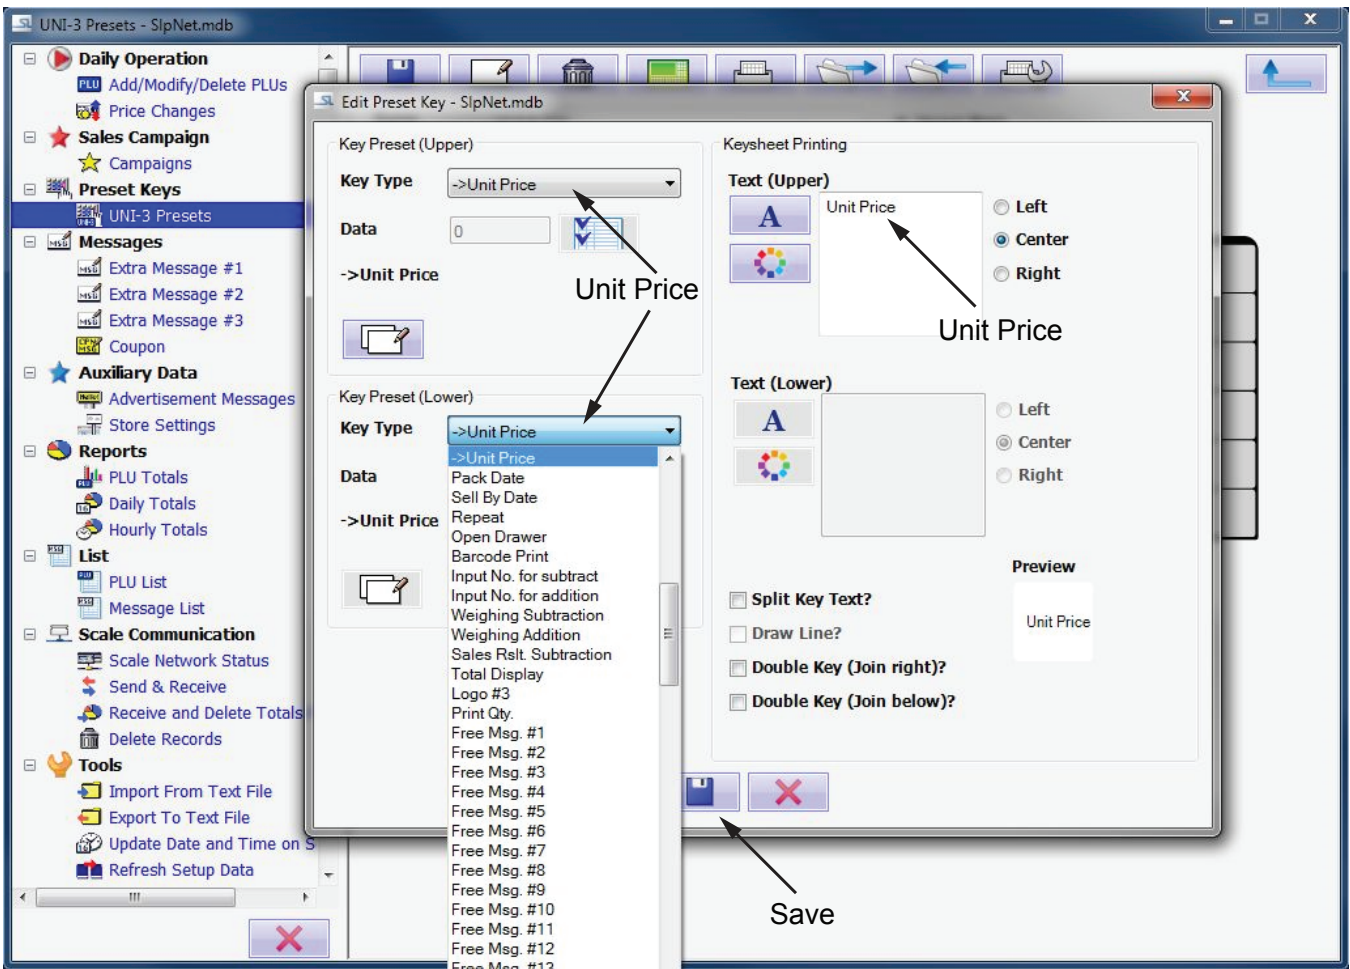 UNI-3 Presets - SlpNet.mdb
Daily Operation
PLU Add/Modify/Delete PLUs
Price Changes
Sales Campaign
Campaigns
Preset Keys
UNI-3 Presets
Messages
Extra Message #1
Extra Message #2
Extra Message #3
Coupon
Auxiliary Data
Advertisement Messages
Store Settings
Reports
PLU Totals
Daily Totals
Hourly Totals
List
PLU List
Message List
Scale Communication
Scale Network Status
Send & Receive
Receive and Delete Totals
Delete Records
Tools
Import From Text File
Export To Text File
Update Date and Time on S
Refresh Setup Data
Edit Preset Key - SlpNet.mdb
Key Preset (Upper)
Key Type
->Unit Price
Data
0
->Unit Price
Unit Price
Key Preset (Lower)
Key Type
->Unit Price
Data
->Unit Price
->Unit Price
Pack Date
Sell By Date
Repeat
Open Drawer
Barcode Print
Input No. for subtract
Input No. for addition
Weighing Subtraction
Weighing Addition
Sales Rslt. Subtraction
Total Display
Logo #3
Print Qty.
Free Msg. #1
Free Msg. #2
Free Msg. #3
Free Msg. #4
Free Msg. #5
Free Msg. #6
Free Msg. #7
Free Msg. #8
Free Msg. #9
Free Msg. #10
Free Msg. #11
Free Msg. #12
Free Msg. #13
Keysheet Printing
Text (Upper)
A
Unit Price
Left
Center
Right
Unit Price
Text (Lower)
A
Left
Center
Right
Preview
Unit Price
Split Key Text?
Draw Line?
Double Key (Join right)?
Double Key (Join below)?
Save